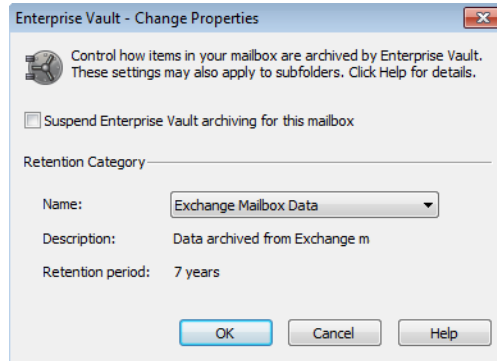 Enterprise Vault - Change Properties
Control how items in your mailbox are archived by Enterprise Vault.
These settings may also apply to subfolders. Click Help for details.
Suspend Enterprise Vault archiving for this mailbox
Retention Category
Name: Exchange Mailbox Data
Description: Data archived from Exchange m
Retention period: 7 years
OK Cancel Help